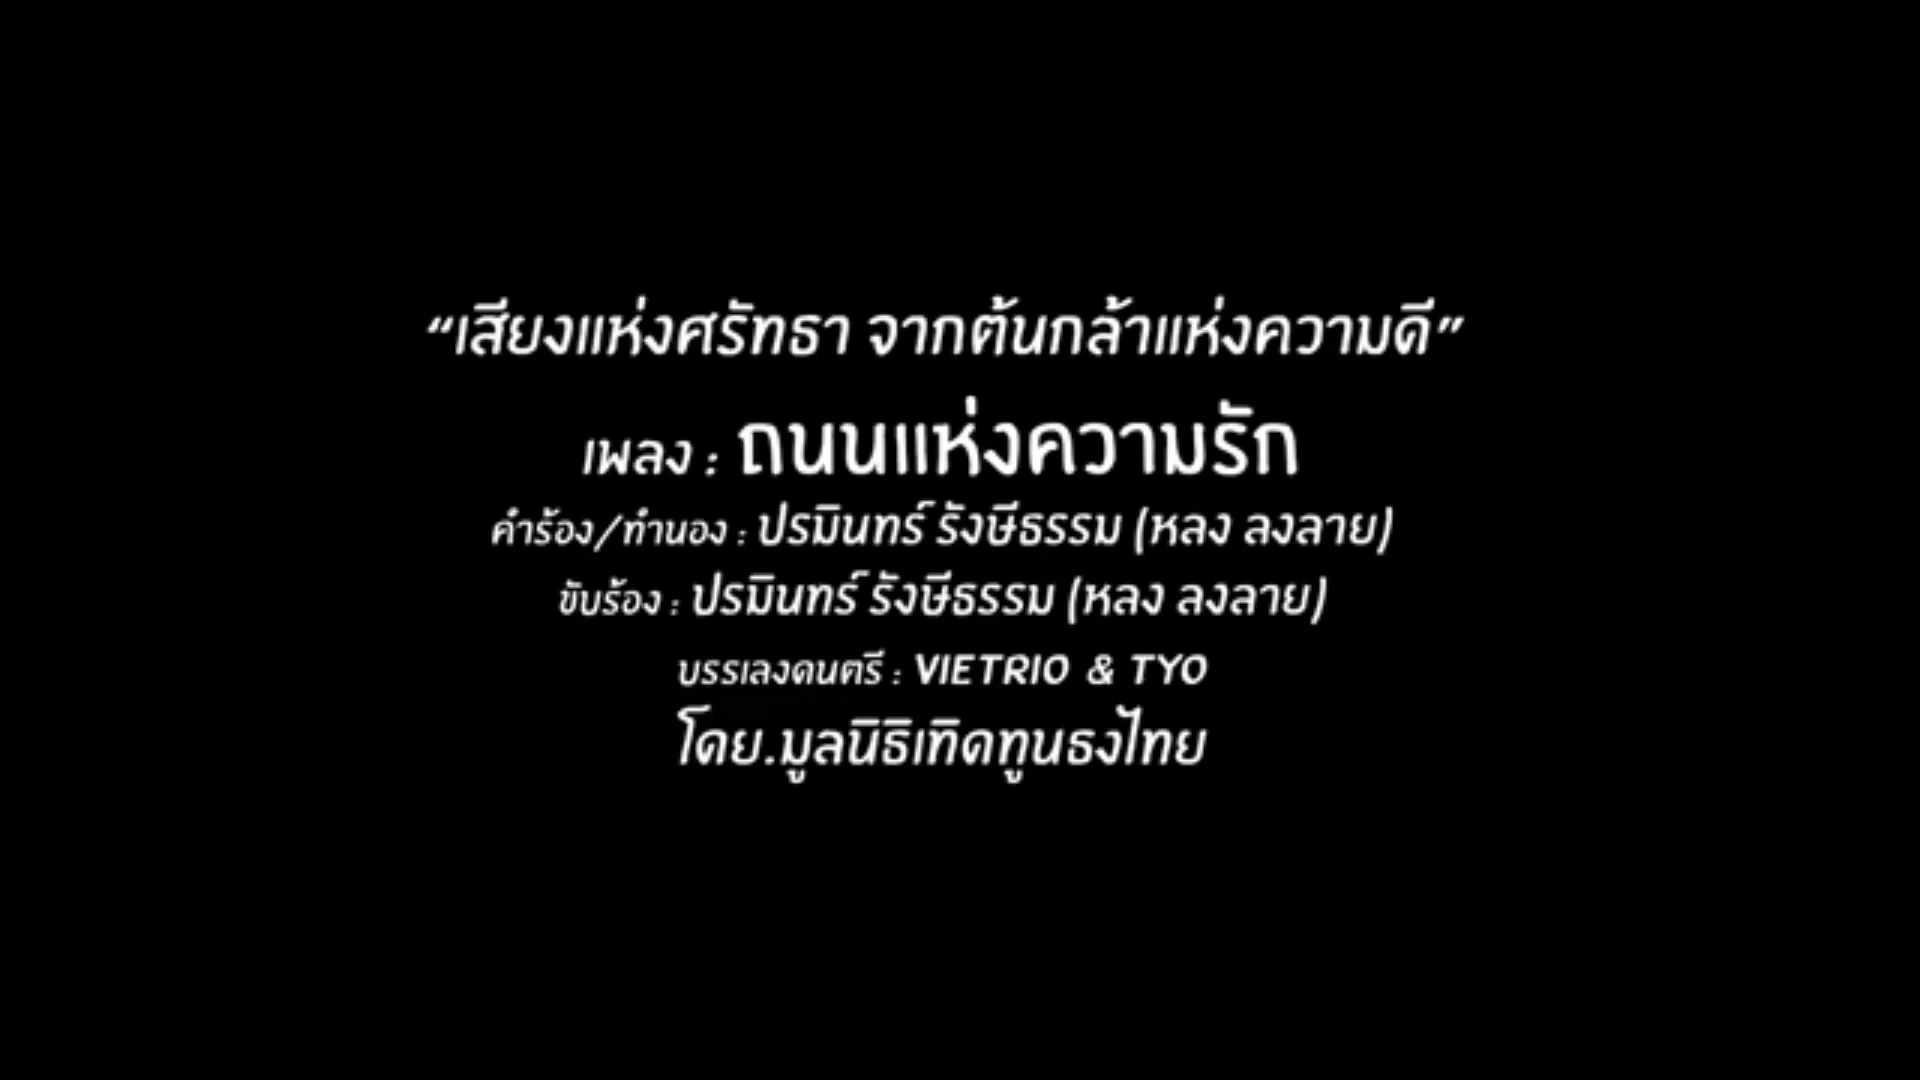 “เสียงแห่งศรัทธา จากต้นกล้าแห่งความดี”
เพลง : ถนนแห่งความรัก
คำร้อง/ทำนอง : ปรมินทร์ รังษีธรรม (หลง ลงลาย)
ขับร้อง : ปรมินทร์ รังษีธรรม (หลง ลงลาย)
บรรเลงดนตรี : VIETRIO & TYO
โดย.มูลนิธิเทิดทูนธงไทย